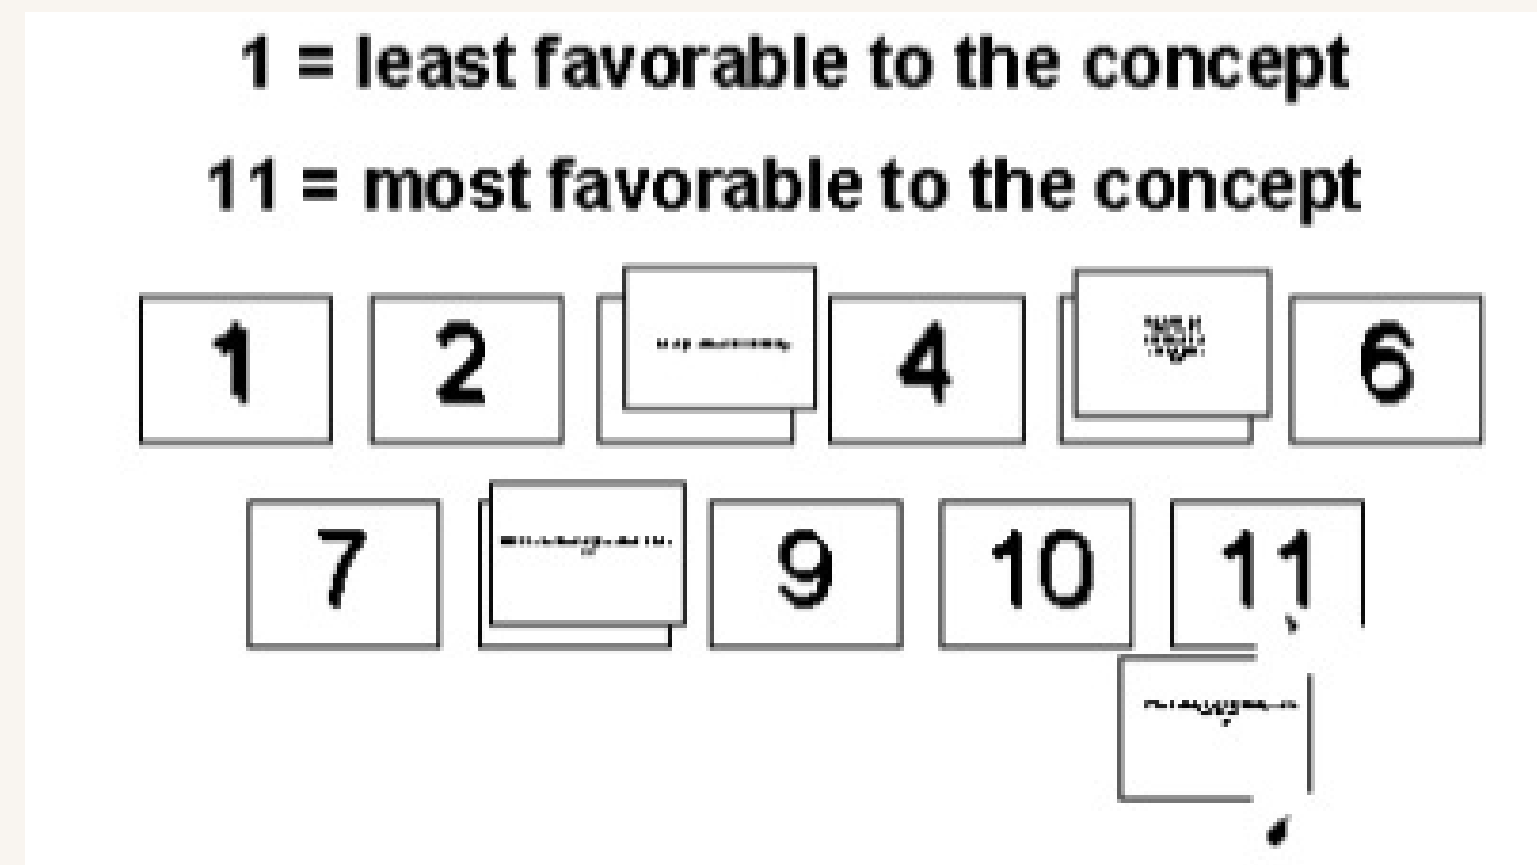 1 = least favorable to the concept
11 = most favorable to the concept
1 2 4 6
7 9 10 11